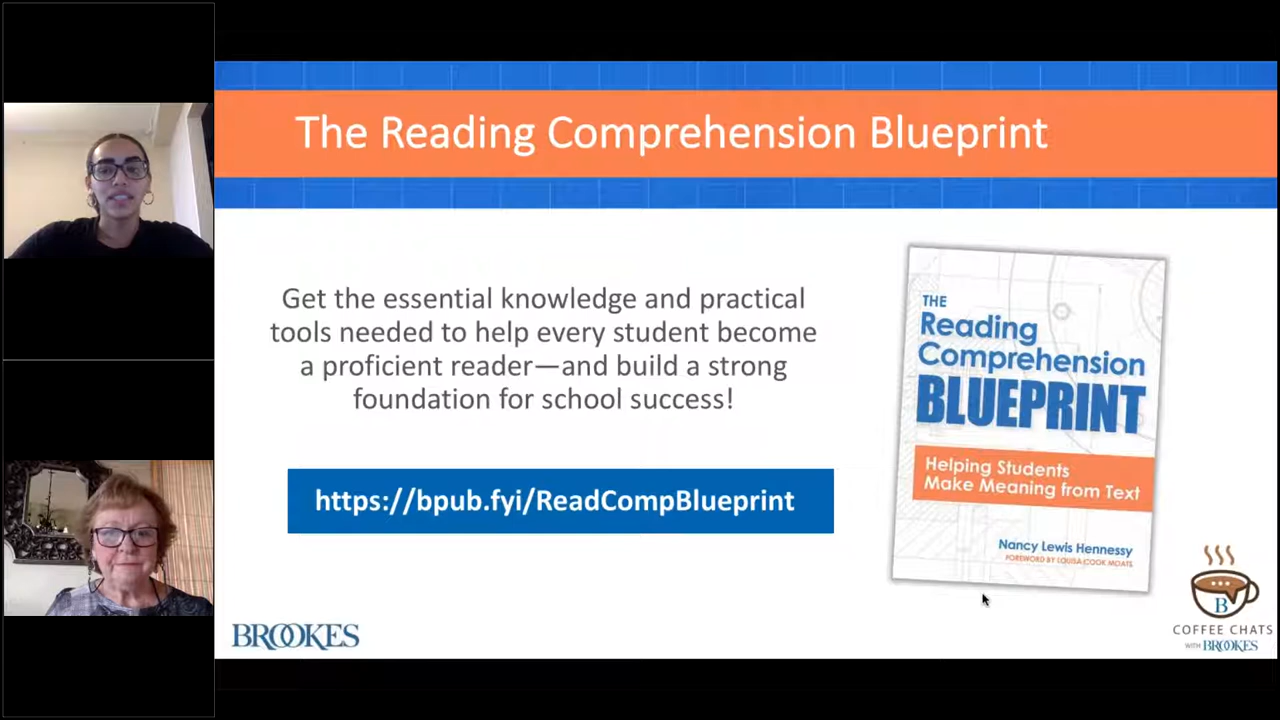 The Reading Comprehension Blueprint
Get the essential knowledge and practical
tools needed to help every student become
a proficient reader—and build a strong
foundation for school success!
https://bpub.fyi/ReadCompBlueprint
THE
Reading
Comprehension
BLUEPRINT
Helping Students
Make Meaning from Text
Nancy Lewis Hennessy
FOREWORD BY LOUISA COOK MOATS
BROOKES
B
COFFEE CHATS
WITH BROOKES